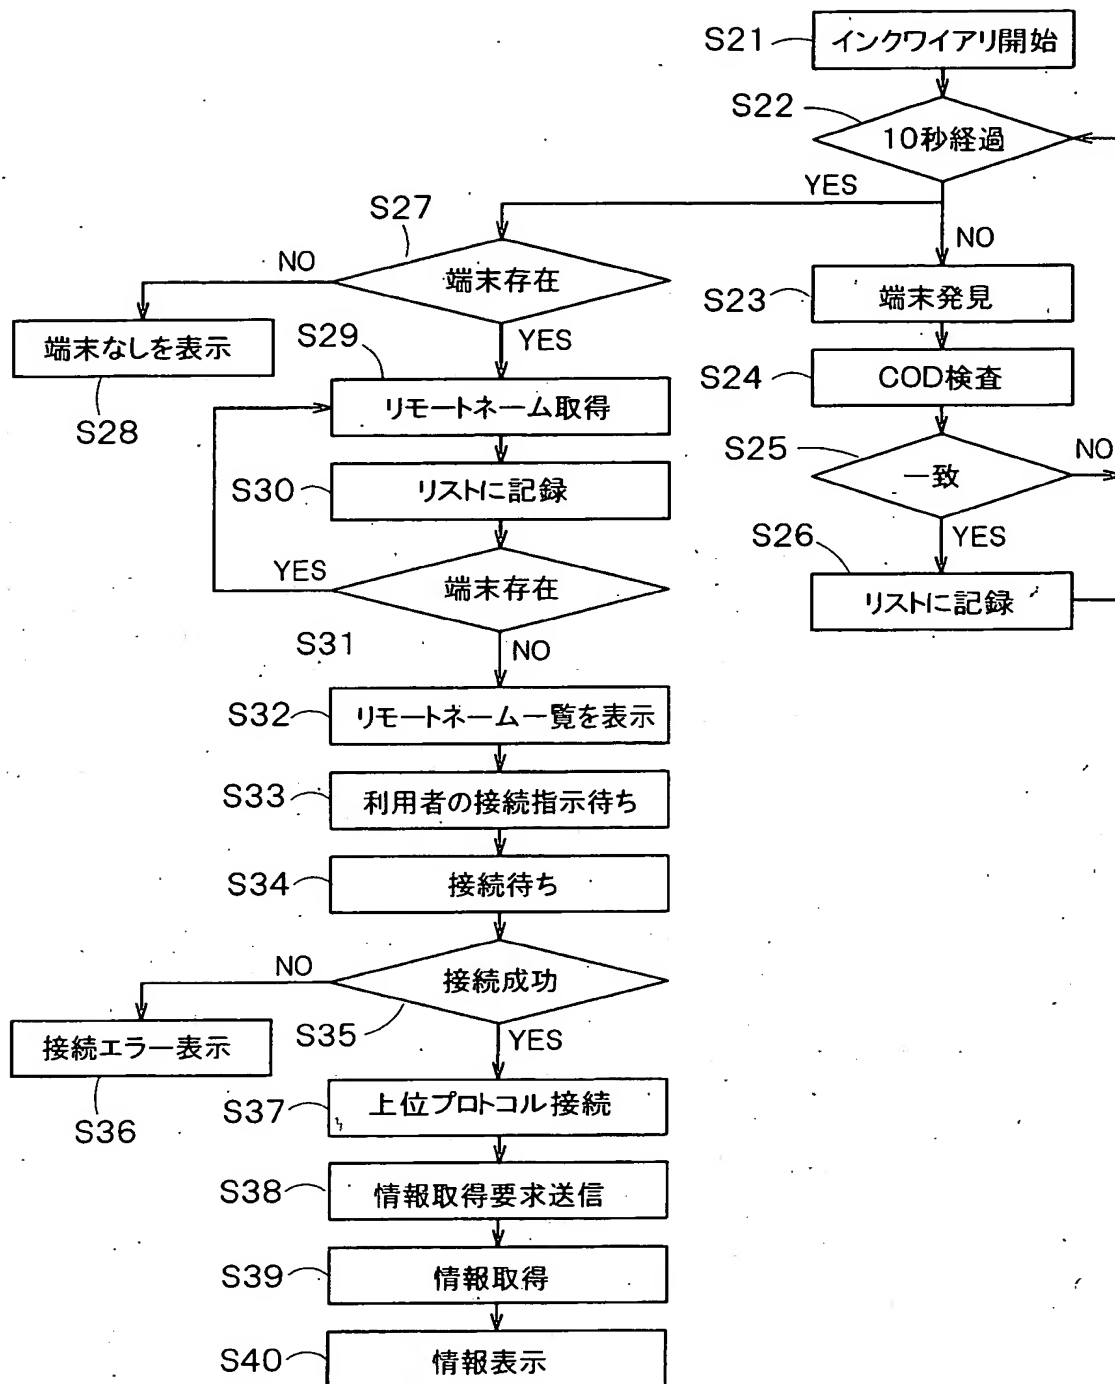 S21
インクワイアリ開始
S22
10秒経過
YES
NO
S27
端末存在
NO
YES
端末なしを表示
S28
S23
端末発見
S24
COD検査
S25
一致
NO
YES
S26
リストに記録
S29
リモートネーム取得
S30
リストに記録
端末存在
YES
S31
NO
S32
リモートネーム一覧を表示
S33
利用者の接続指示待ち
S34
接続待ち
接続成功
NO
S35
YES
接続エラー表示
S36
S37
上位プロトコル接続
S38
情報取得要求送信
S39
情報取得
S40
情報表示